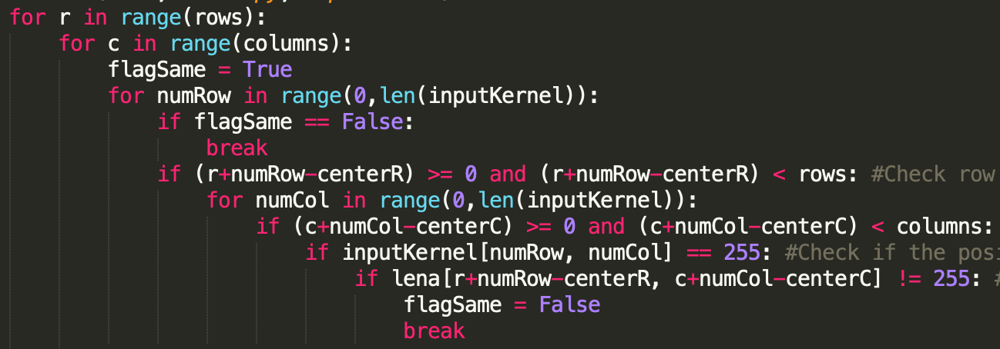 for r in range(rows):
for c in range(columns):
flagSame = True
for numRow in range(0,len(inputKernel)):
if flagSame == False:
break
if (r+numRow-centerR) >= 0 and (r+numRow-centerR) < rows: #Check row
for numCol in range(0,len(inputKernel)):
if (c+numCol-centerC) >= 0 and (c+numCol-centerC) < columns:
if inputKernel[numRow, numCol] == 255: #Check if the
if lena[r+numRow-centerR, c+numCol-centerC] != 255: #
flagSame = False
break